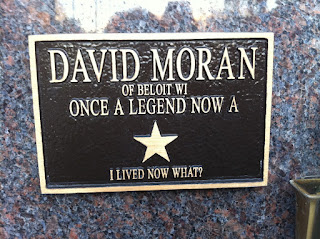 DAVID MORAN
OF BELOIT WI
ONCE A LEGEND NOW A
I LIVED NOW WHAT?